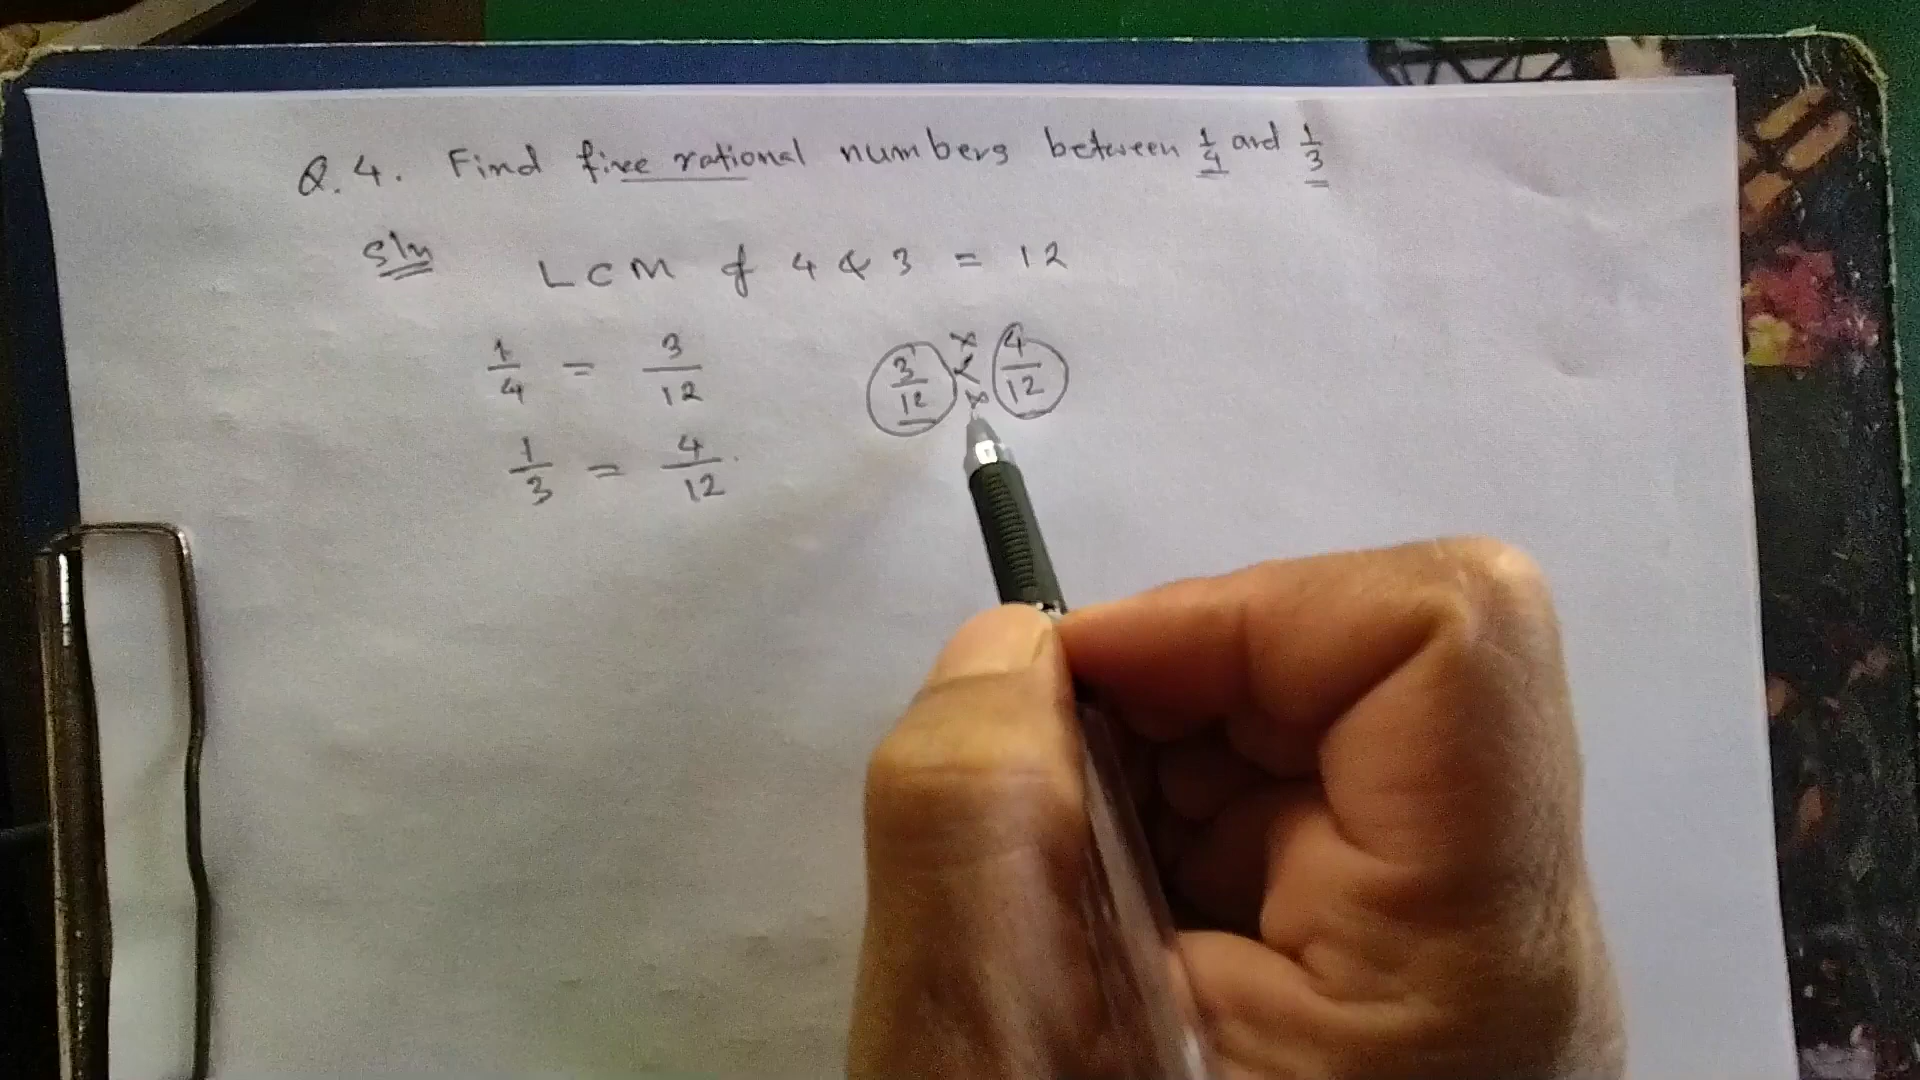 Q.4. Find five rational numbers between 1/4 and 1/3
Sln
LCM of 4 & 3 = 12
1/4 = 3/12
3/12 < 4/12
1/3 = 4/12